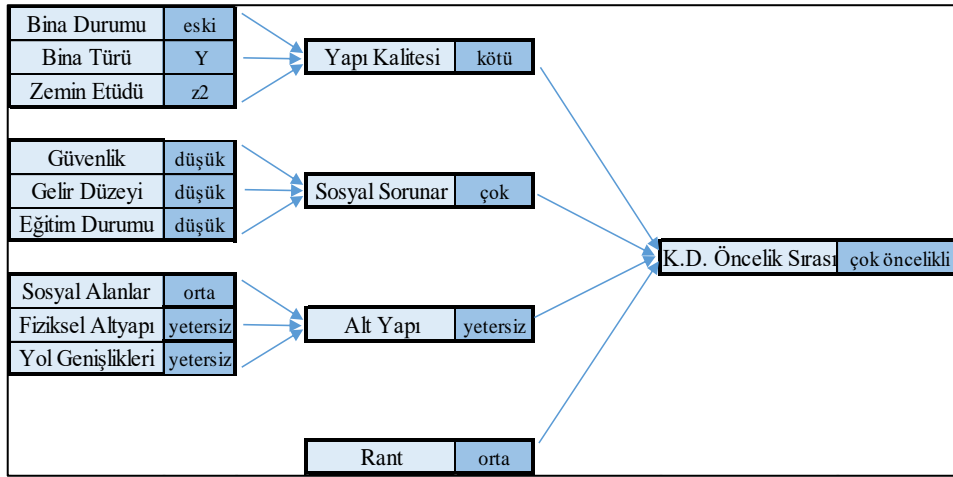 Bina Durumu eski
Bina Türü Y
Zemin Etüdü z2
Yapı Kalitesi kötü
Güvenlik düşük
Gelir Düzeyi düşük
Eğitim Durumu düşük
Sosyal Sorunar çok
K.D. Öncelik Sırası çok öncelikli
Sosyal Alanlar orta
Fiziksel Altyapı yetersiz
Yol Genişlikleri yetersiz
Alt Yapı yetersiz
Rant orta